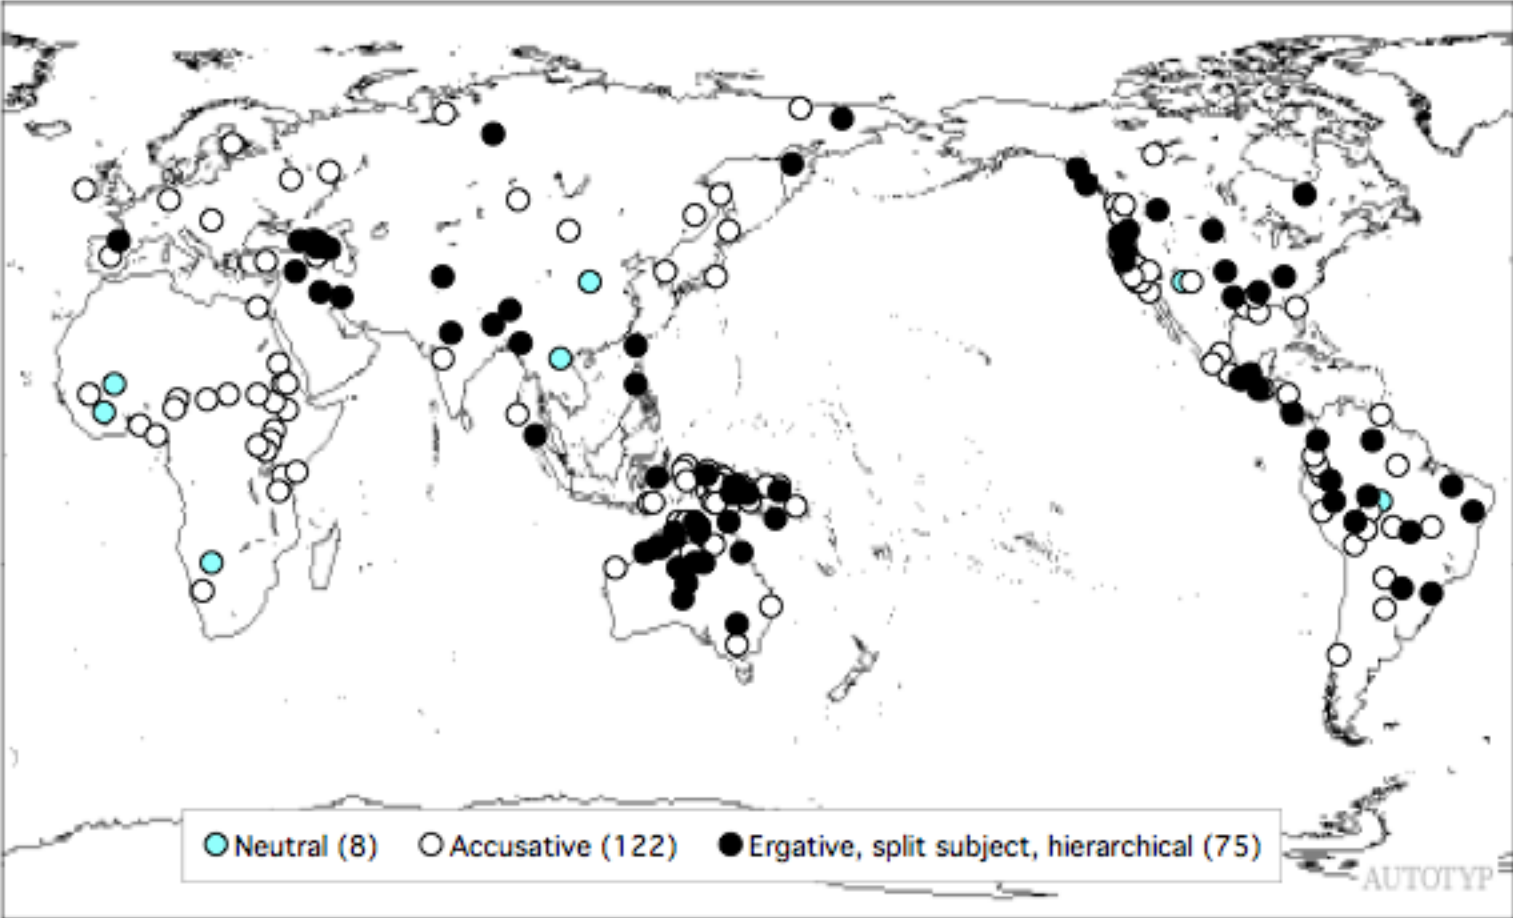 Neutral (8) Accusative (122) Ergative, split subject, hierarchical (75)
AUTOTYP